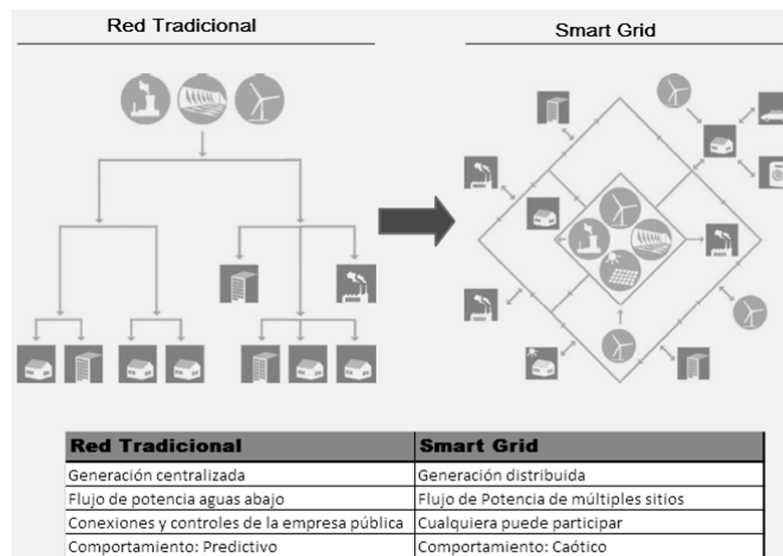 Red Tradicional
Smart Grid
Red Tradicional Smart Grid
Generación centralizada Generación distribuida
Flujo de potencia aguas abajo Flujo de Potencia de múltiples sitios
Conexiones y controles de la empresa pública Cualquiera puede participar
Comportamiento: Predictivo Comportamiento: Caótico